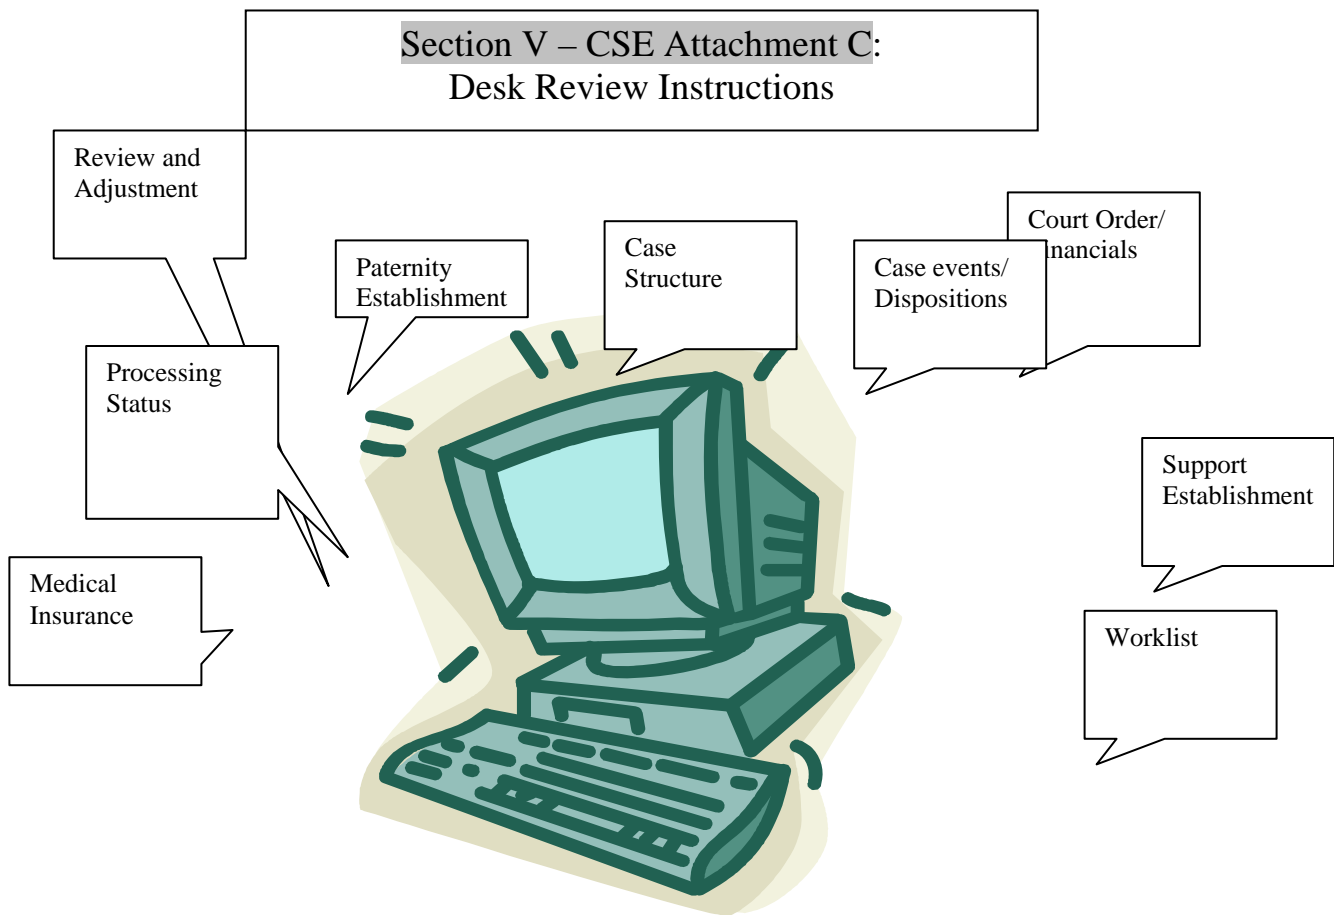 Section V – CSE Attachment C:
Desk Review Instructions
Review and
Adjustment
Paternity
Establishment
Case
Structure
Case events/
Dispositions
Court Order/
inancials
Processing
Status
Support
Establishment
Medical
Insurance
Worklist